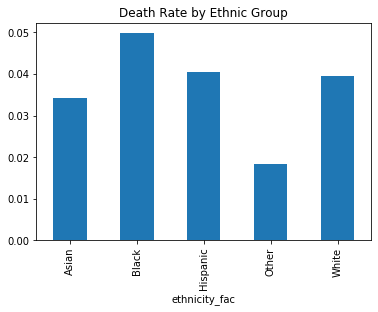 Death Rate by Ethnic Group
0.05
0.04
0.03
0.02
0.01
0.00
Asian
Black
Hispanic
Other
White
ethnicity_fac